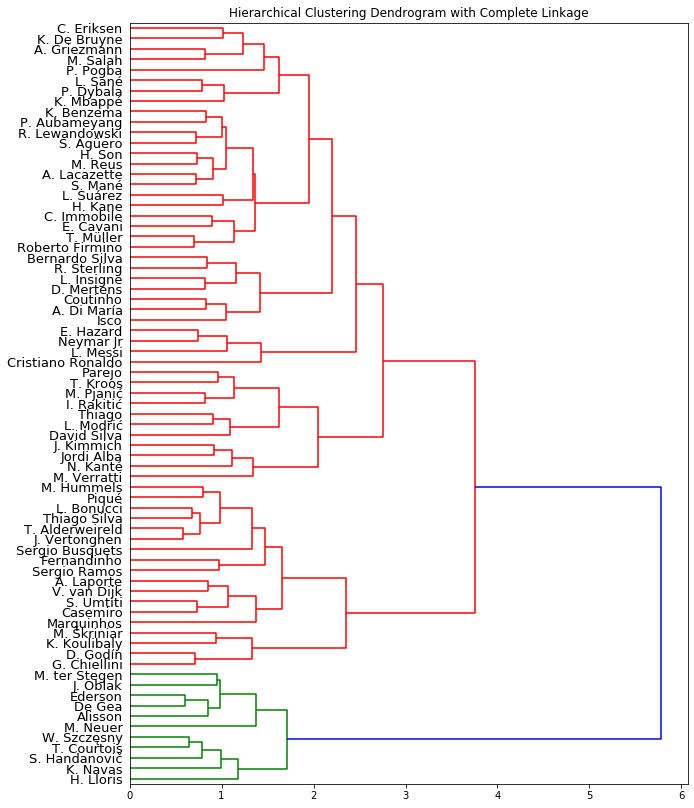 Hierarchical Clustering Dendrogram with Complete Linkage
C. Eriksen
K. De Bruyne
A. Griezmann
M. Salah
P. Pogba
L. Sané
P. Dybala
K. Mbappé
K. Benzema
P. Aubameyang
R. Lewandowski
S. Agüero
H. Son
M. Reus
A. Lacazette
S. Mané
L. Suárez
H. Kane
C. Immobile
E. Cavani
T. Müller
Roberto Firmino
Bernardo Silva
R. Sterling
L. Insigne
D. Mertens
Coutinho
A. Di María
Isco
E. Hazard
Neymar Jr
L. Messi
Cristiano Ronaldo
Parejo
T. Kroos
M. Pjanić
I. Rakitić
Thiago
L. Modrić
David Silva
J. Kimmich
Jordi Alba
N. Kanté
M. Verratti
M. Hummels
Piqué
L. Bonucci
Thiago Silva
T. Alderweireld
J. Vertonghen
Sergio Busquets
Fernandinho
Sergio Ramos
A. Laporte
V. van Dijk
S. Umtiti
Casemiro
Marquinhos
M. Škriniar
K. Koulibaly
D. Godín
G. Chiellini
M. ter Stegen
J. Oblak
Ederson
De Gea
Alisson
M. Neuer
W. Szczęsny
T. Courtois
S. Handanovič
K. Navas
H. Lloris
0 1 2 3 4 5 6